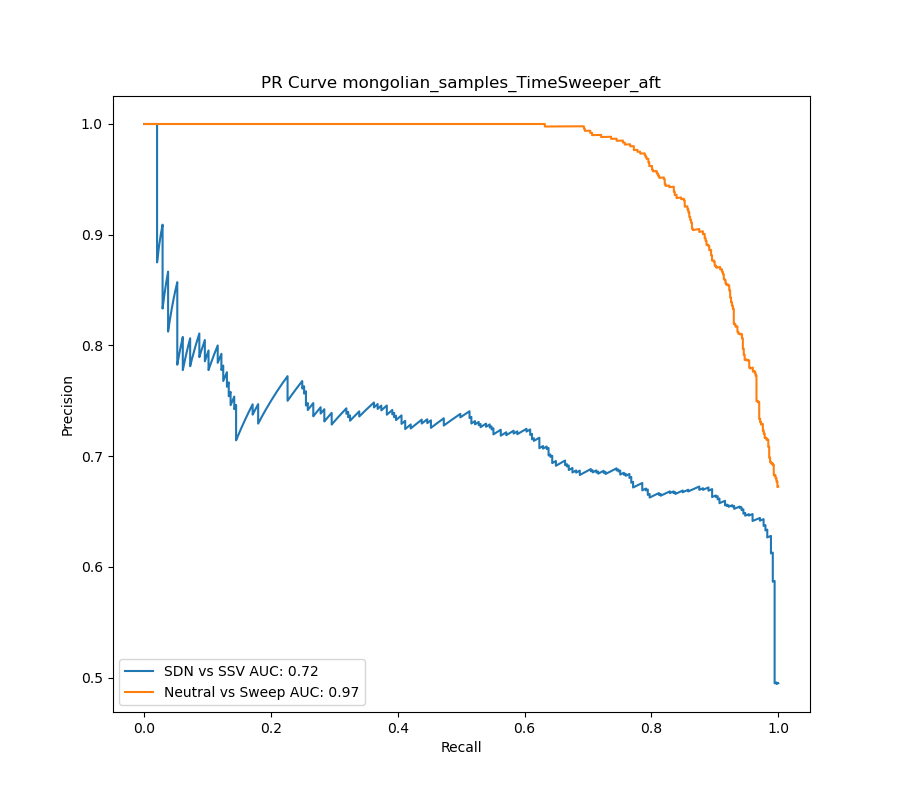 PR Curve mongolian_samples_TimeSweeper_aft
1.0
0.9
0.8
0.7
0.6
0.5
Precision
SDN vs SSV AUC: 0.72
Neutral vs Sweep AUC: 0.97
0.0 0.2 0.4 0.6 0.8 1.0
Recall